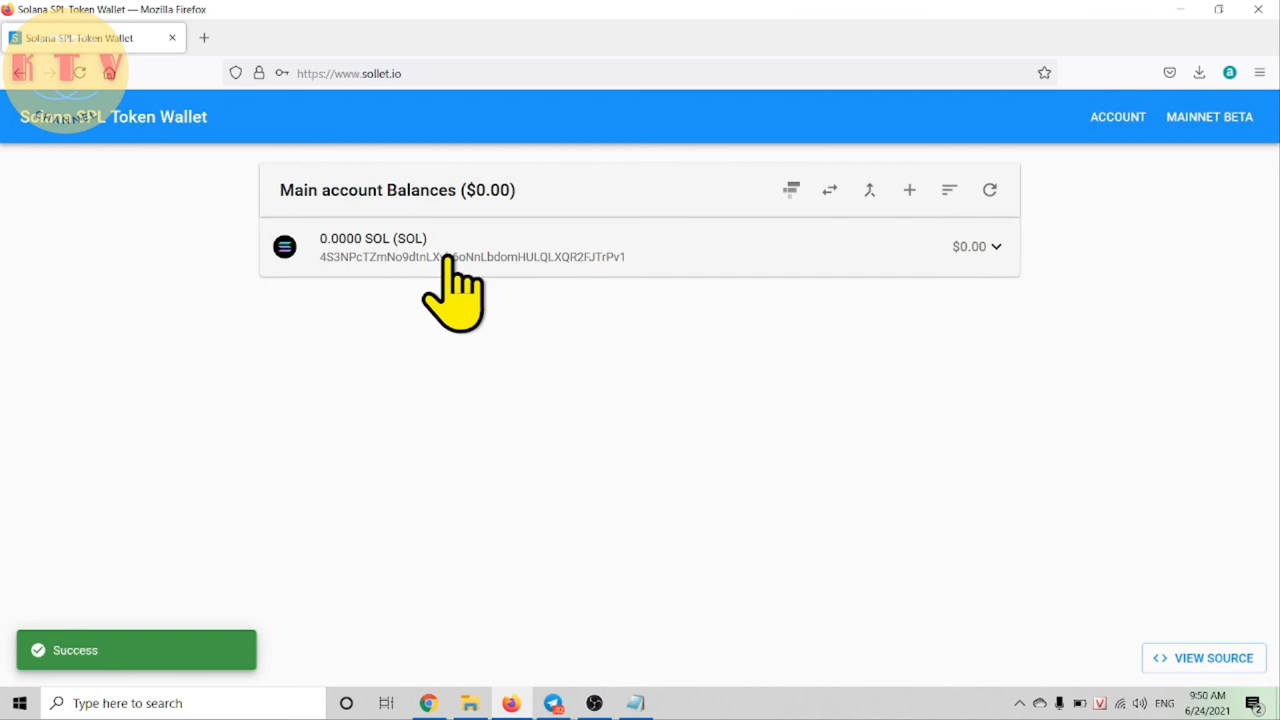 Solana SPL Token Wallet — Mozilla Firefox
Solana SPL Token Wallet
https://www.sollet.io
KTV
CHANNEL
Solana SPL Token Wallet
ACCOUNT
MAINNET BETA
Main account Balances ($0.00)
0.0000 SOL (SOL)
$0.00
Success
VIEW SOURCE
Type here to search
ENG
9:50 AM
6/24/2021